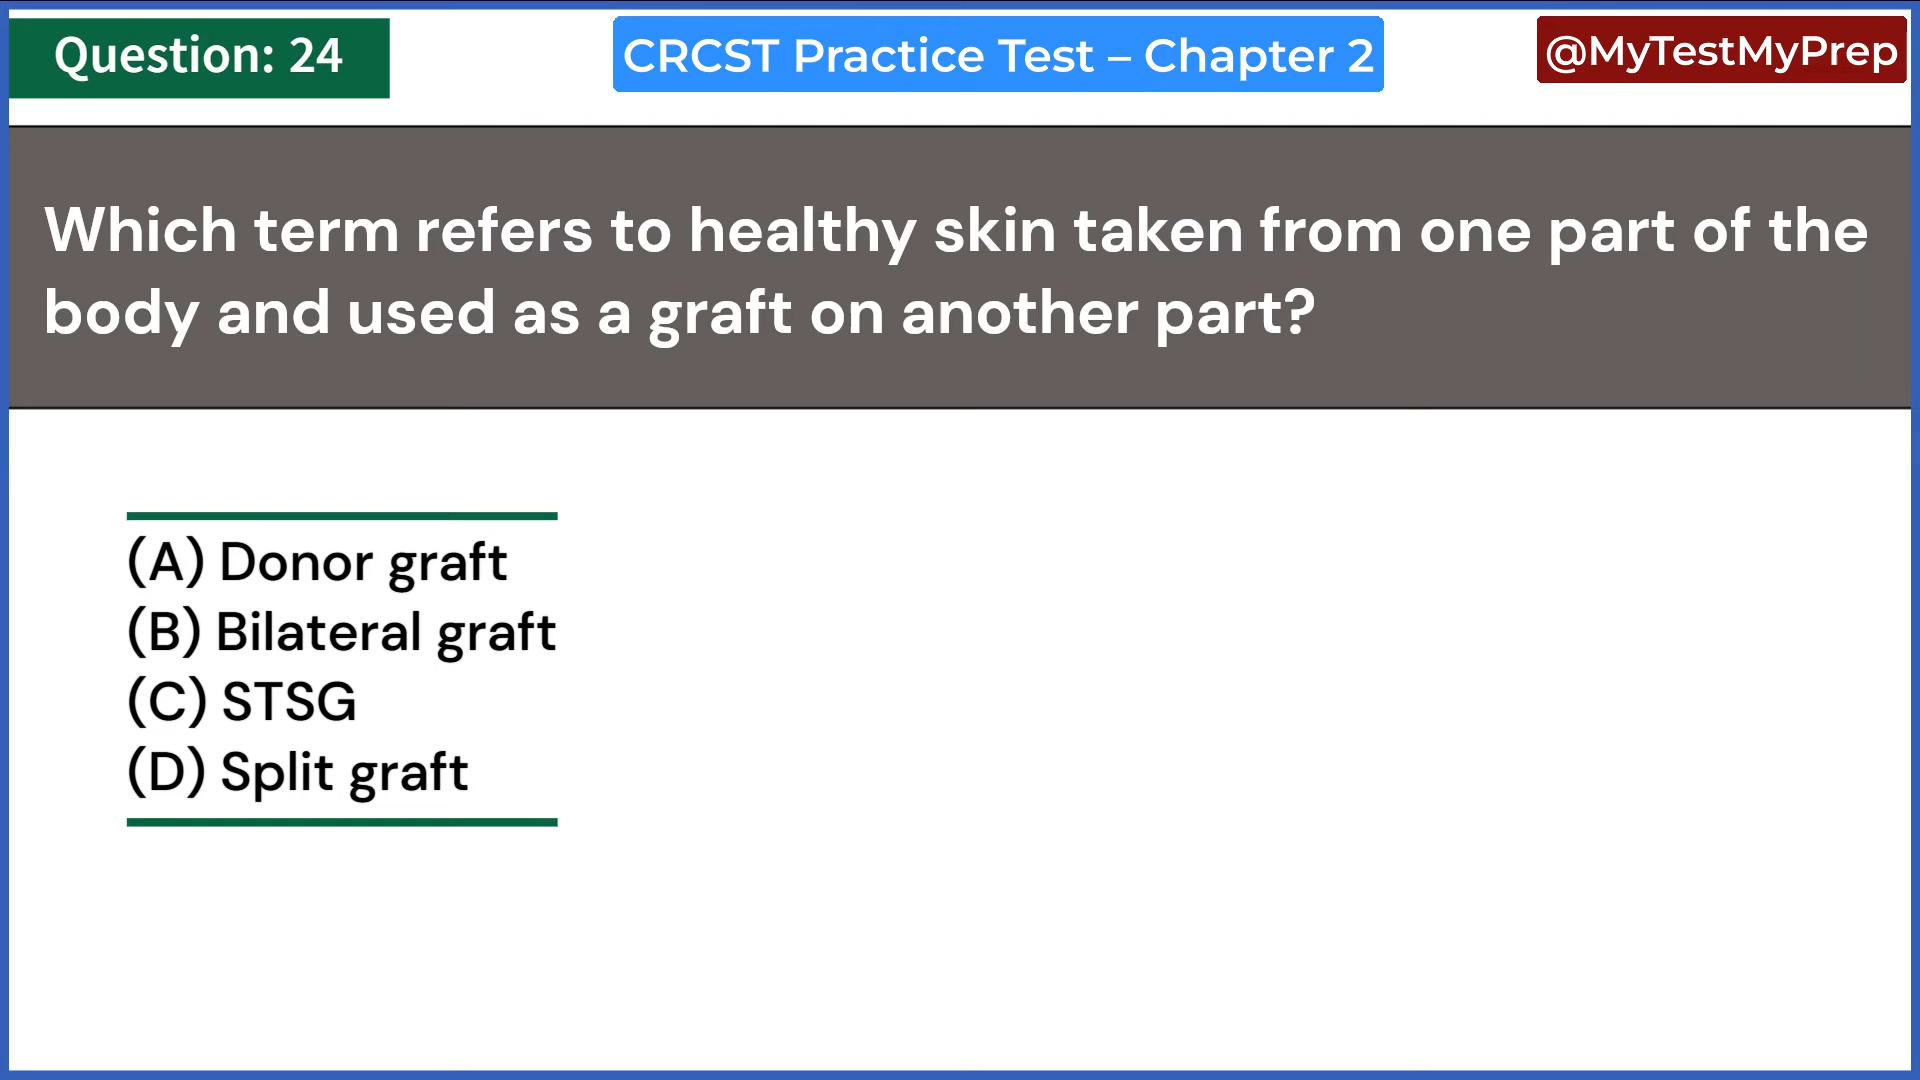 Question: 24
CRCST Practice Test – Chapter 2
@MyTestMyPrep
Which term refers to healthy skin taken from one part of the
body and used as a graft on another part?
(A) Donor graft
(B) Bilateral graft
(C) STSG
(D) Split graft